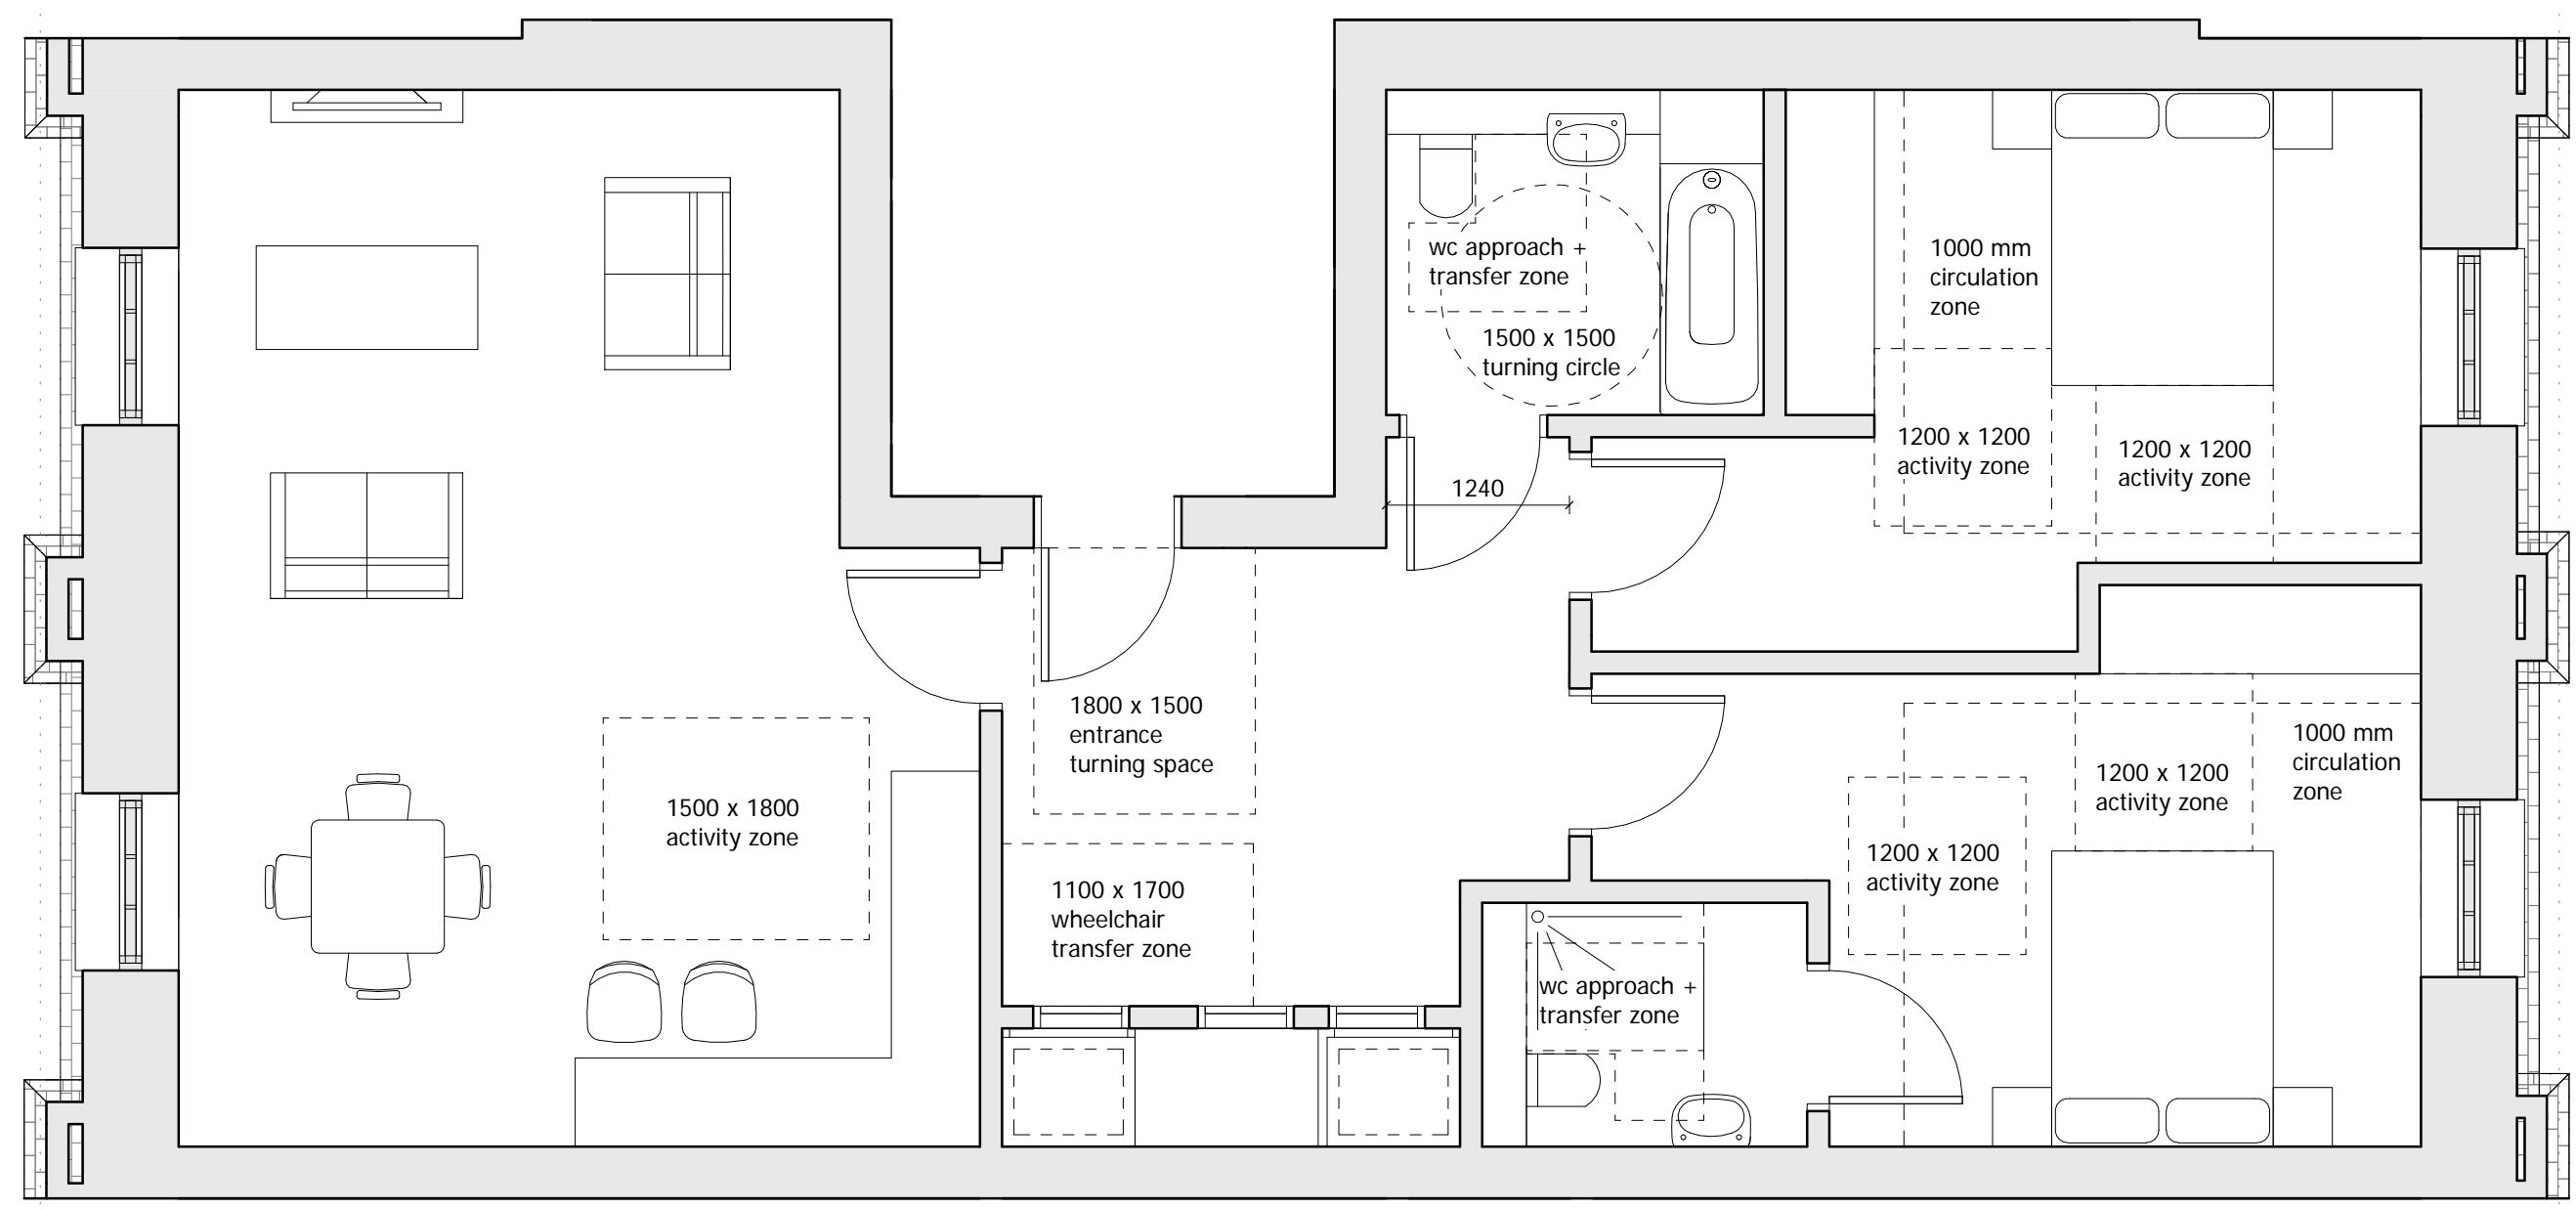 wc approach +
transfer zone
1500 x 1500
turning circle
1000 mm
circulation
zone
1200 x 1200
activity zone
1200 x 1200
activity zone
1240
1800 x 1500
entrance
turning space
1500 x 1800
activity zone
1100 x 1700
wheelchair
transfer zone
1000 mm
circulation
zone
1200 x 1200
activity zone
1200 x 1200
activity zone
wc approach +
transfer zone